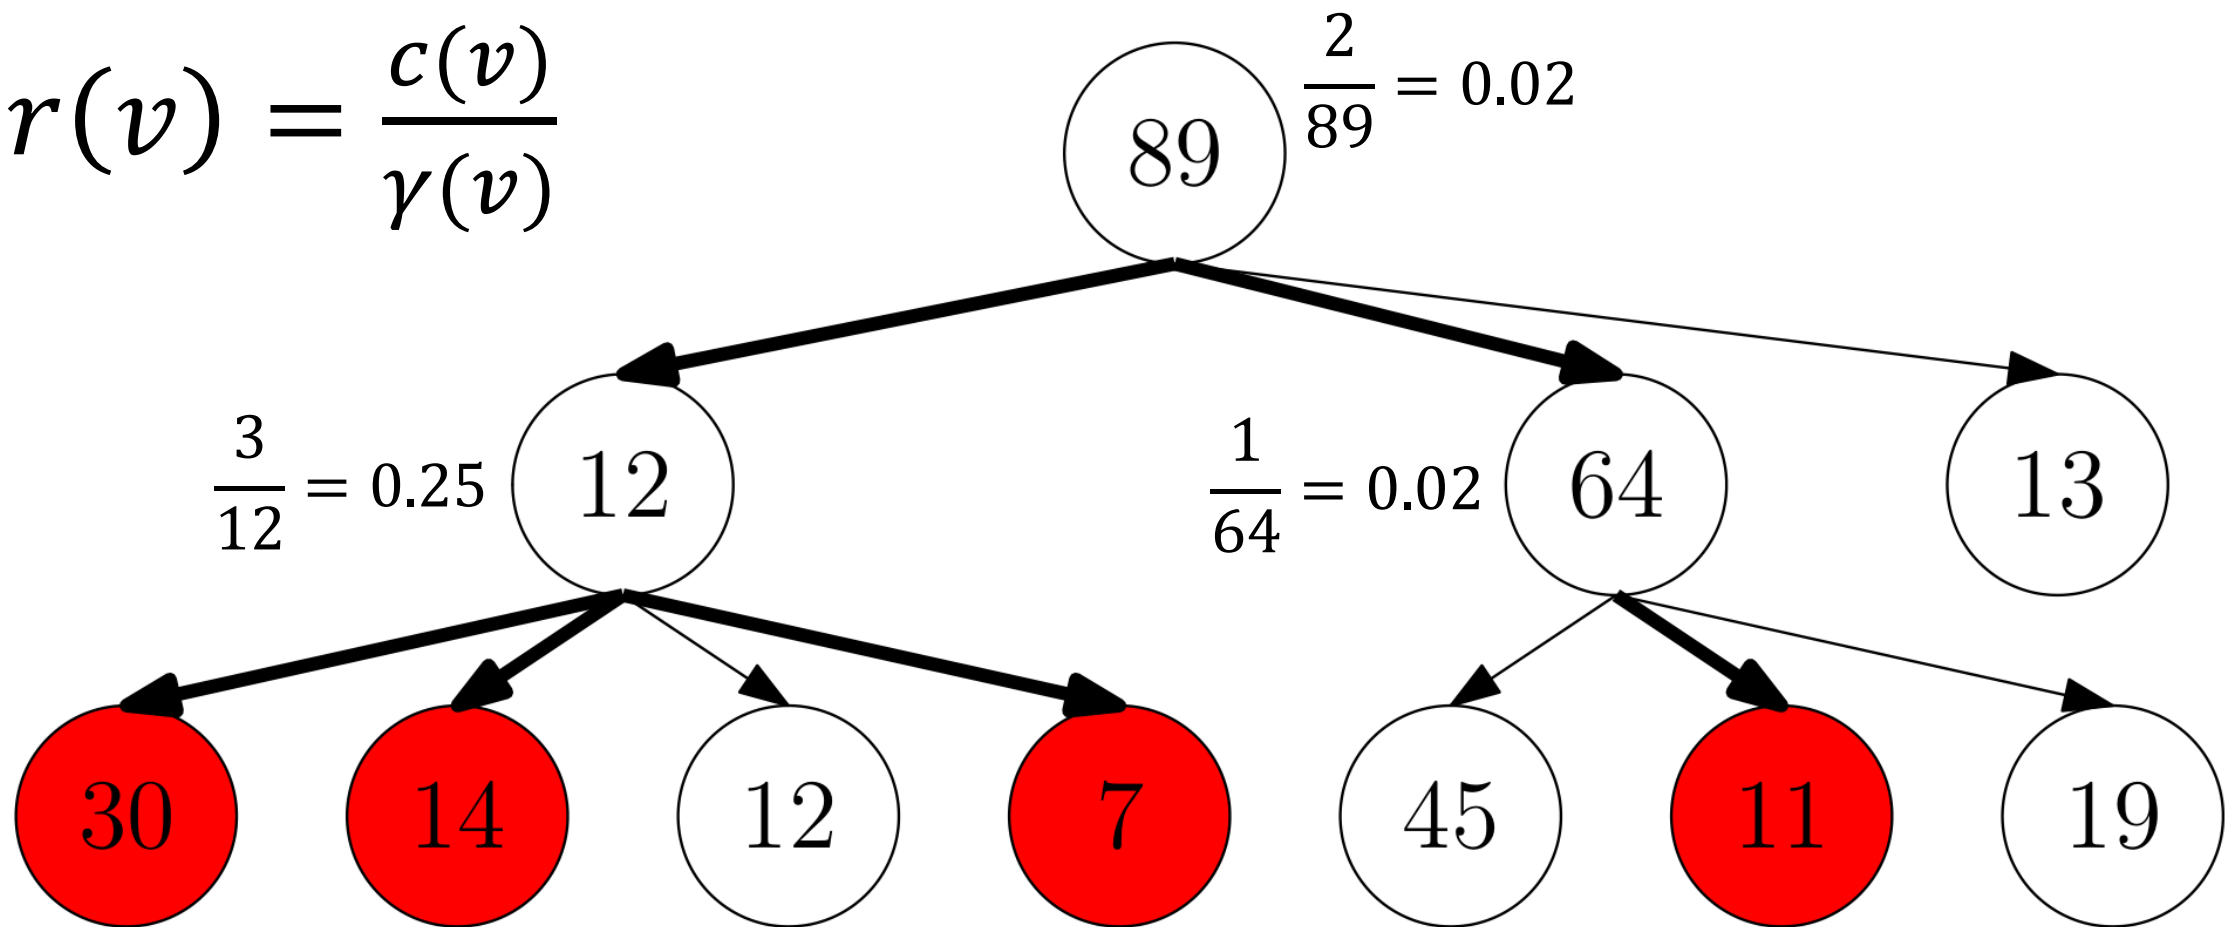 r(v) = c(v)/γ(v)
89
2/89 = 0.02
3/12 = 0.25
12
1/64 = 0.02
64
13
30
14
12
7
45
11
19